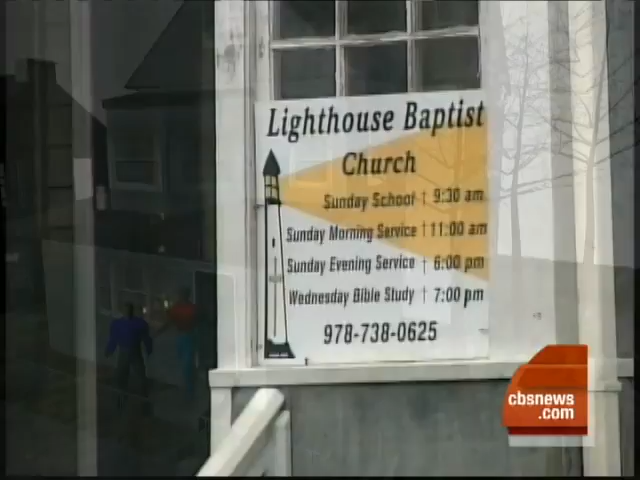 Lighthouse Baptist
Church
Sunday School † 9:30 am
Sunday Morning Service † 11:00 am
Sunday Evening Service † 6:00 pm
Wednesday Bible Study † 7:00 pm
978-738-0625
cbsnews
.com